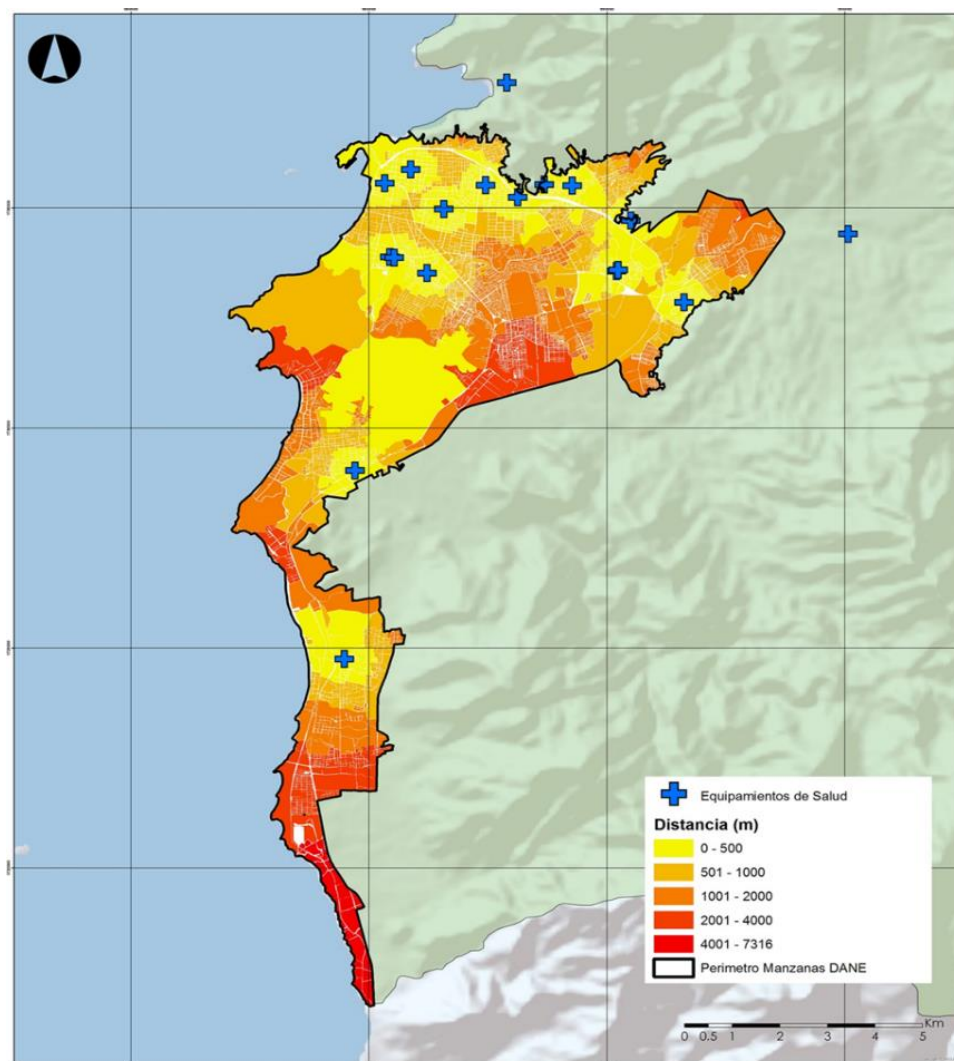 Equipamientos de Salud
Distancia (m)
0 - 500
501 - 1000
1001 - 2000
2001 - 4000
4001 - 7316
Perimetro Manzanas DANE
Km
0 0.5 1 2 3 4 5